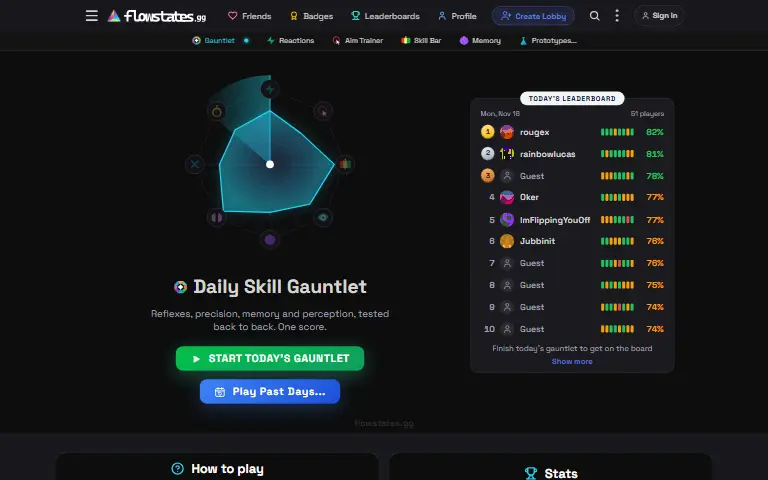 flowstates.gg
Friends
Badges
Leaderboards
Profile
Create Lobby
Sign In
Gauntlet
Reactions
Aim Trainer
Skill Bar
Memory
Prototypes...
TODAY'S LEADERBOARD
Mon, Nov 16
51 players
1 rougex 82%
2 rainbowlucas 81%
3 Guest 78%
4 Oker 77%
5 ImFlippingYouOff 77%
6 Jubbinit 76%
7 Guest 76%
8 Guest 75%
9 Guest 74%
10 Guest 74%
Finish today's gauntlet to get on the board
Show more
Daily Skill Gauntlet
Reflexes, precision, memory and perception, tested
back to back. One score.
START TODAY'S GAUNTLET
Play Past Days...
flowstates.gg
How to play
Stats